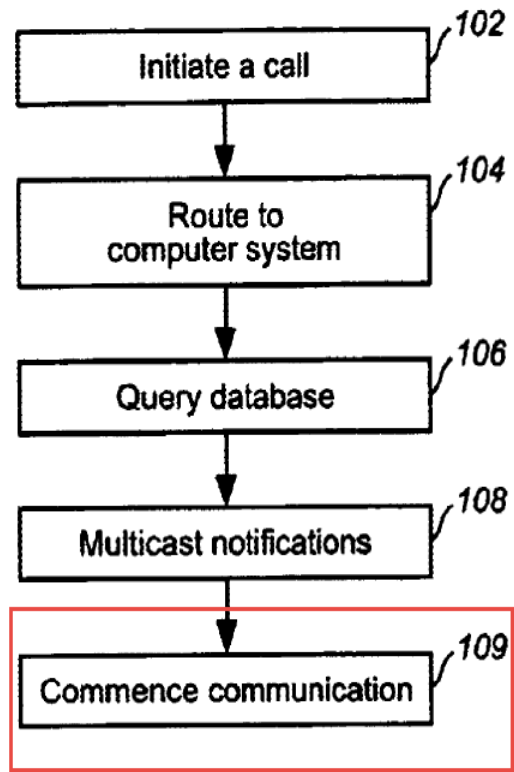 102
Initiate a call
104
Route to
computer system
106
Query database
108
Multicast notifications
109
Commence communication